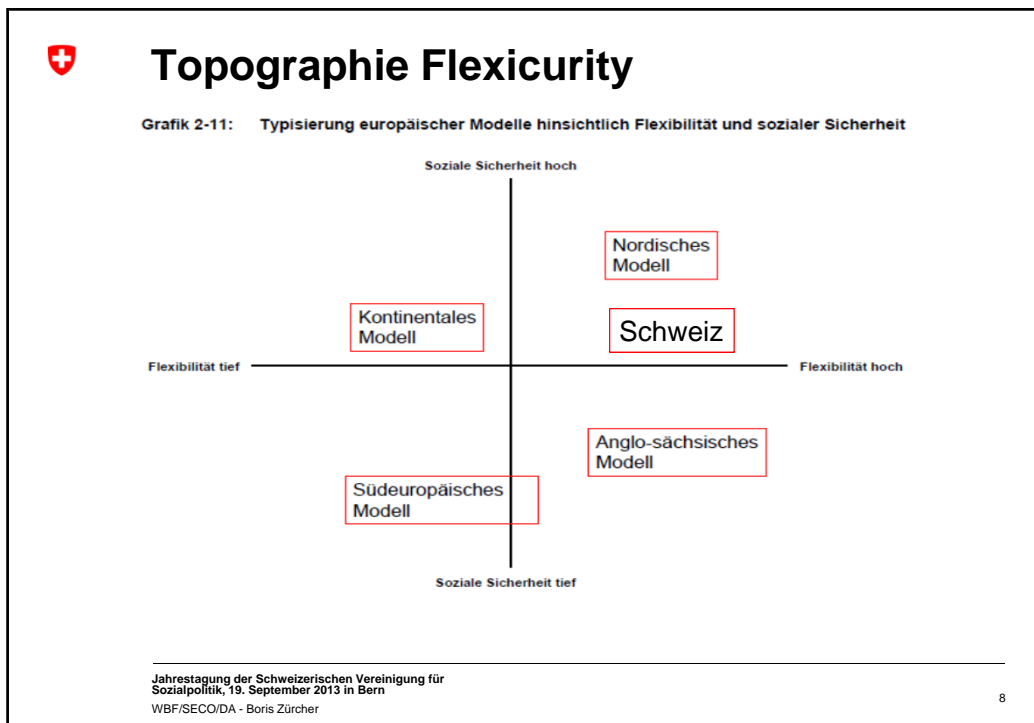 Topographie Flexicurity
Grafik 2-11: Typisierung europäischer Modelle hinsichtlich Flexibilität und sozialer Sicherheit
Soziale Sicherheit hoch
Nordisches
Modell
Kontinentales
Modell
Schweiz
Flexibilität tief
Flexibilität hoch
Anglo-sächsisches
Modell
Südeuropäisches
Modell
Soziale Sicherheit tief
Jahrestagung der Schweizerischen Vereinigung für
Sozialpolitik, 19. September 2013 in Bern
WBF/SECO/DA - Boris Zürcher
8